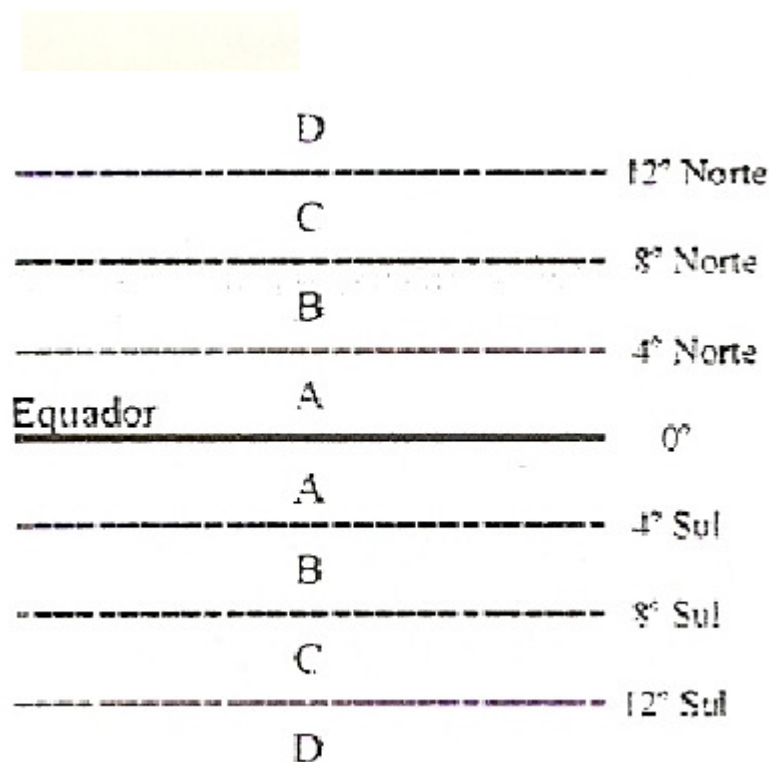 D
12° Norte
C
8° Norte
B
4° Norte
A
Equador
0°
A
4° Sul
B
8° Sul
C
12° Sul
D